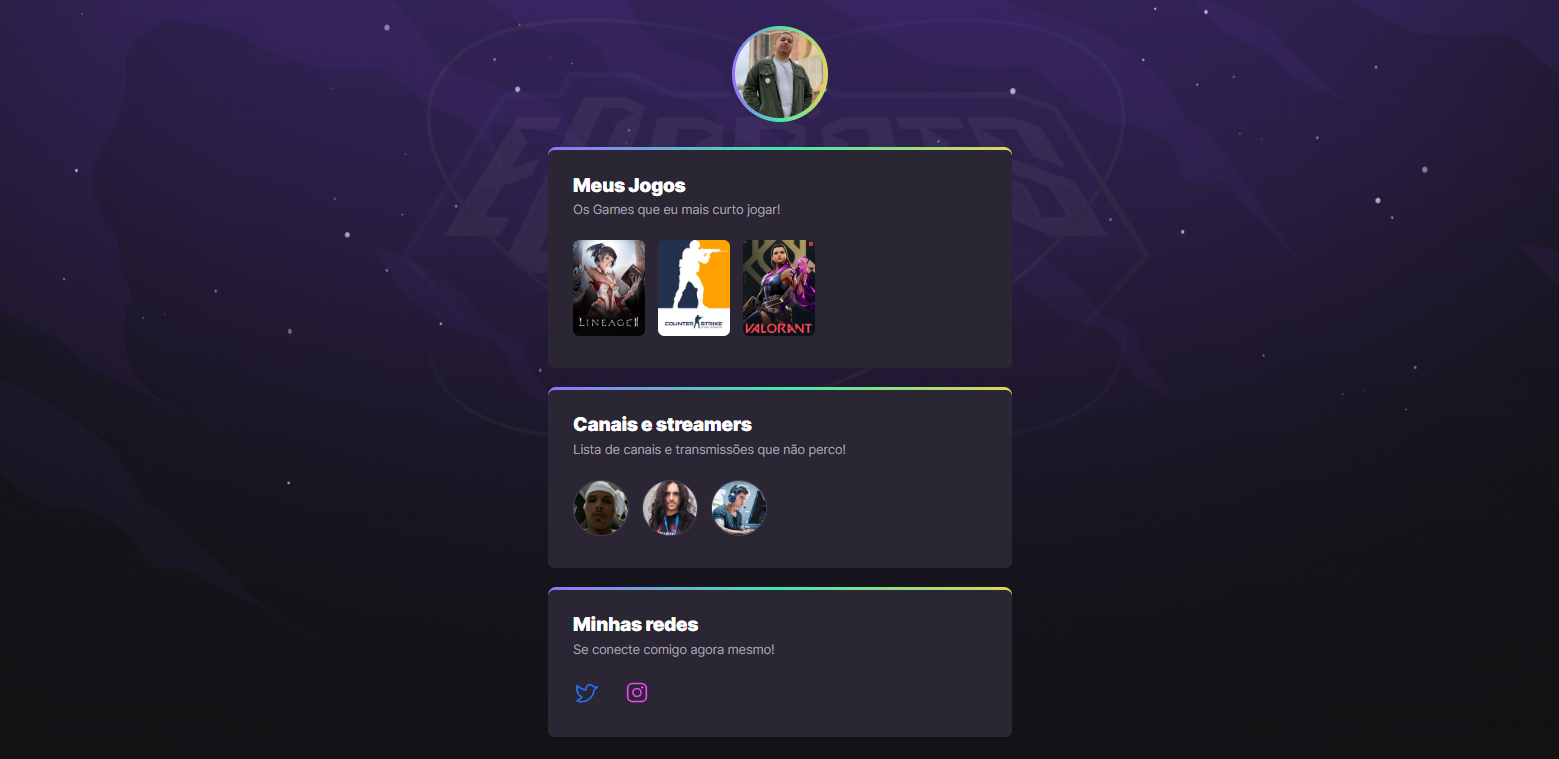 ESPORTS
Meus Jogos
Os Games que eu mais curto jogar!
LINEAGE II
COUNTER STRIKE
VALORANT
Canais e streamers
Lista de canais e transmissões que não perco!
Minhas redes
Se conecte comigo agora mesmo!